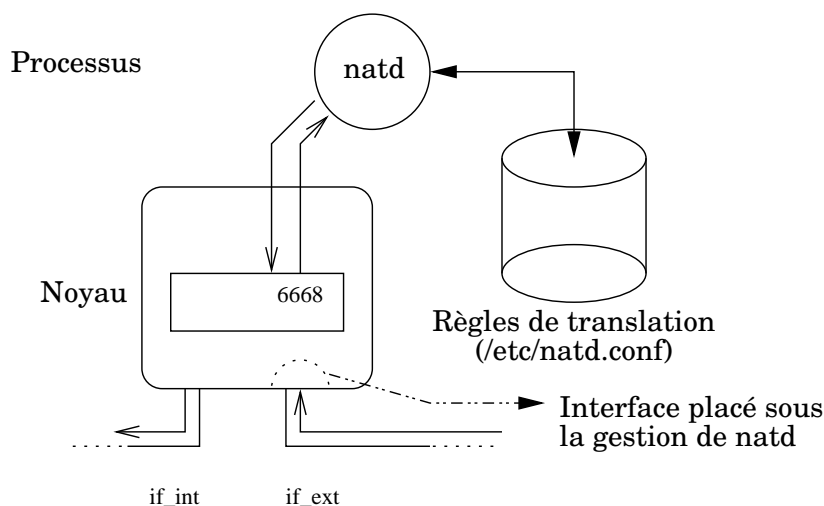 Processus
natd
Noyau
6668
Règles de translation
(/etc/natd.conf)
Interface placé sous
la gestion de natd
if_int
if_ext